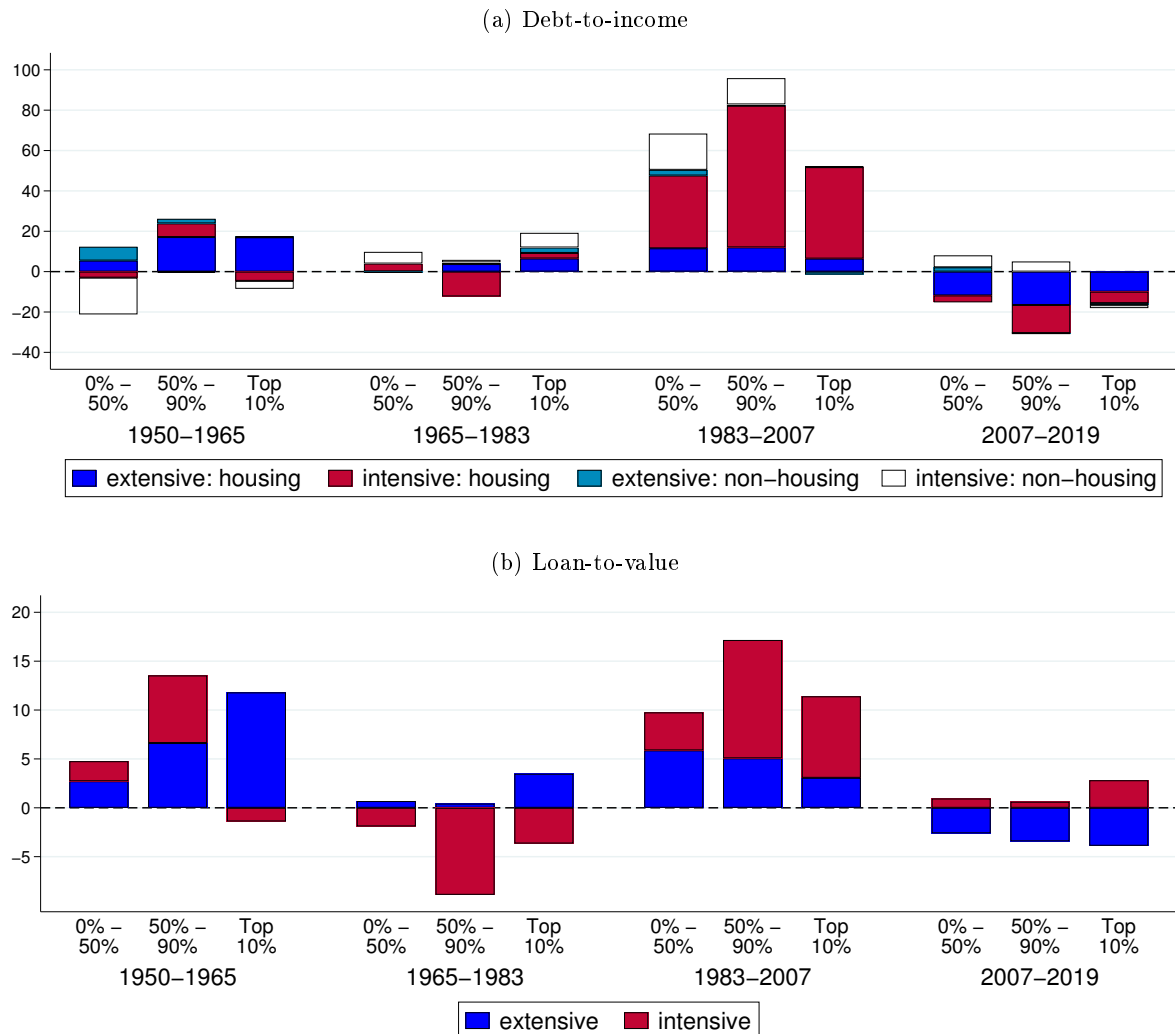 (a) Debt-to-income
100
80
60
40
20
0
−20
−40
0% − 50% − Top 0% − 50% − Top 0% − 50% − Top 0% − 50% − Top
50% 90% 10% 50% 90% 10% 50% 90% 10% 50% 90% 10%
1950−1965 1965−1983 1983−2007 2007−2019
extensive: housing intensive: housing extensive: non−housing intensive: non−housing
(b) Loan-to-value
20
15
10
5
0
−5
0% − 50% − Top 0% − 50% − Top 0% − 50% − Top 0% − 50% − Top
50% 90% 10% 50% 90% 10% 50% 90% 10% 50% 90% 10%
1950−1965 1965−1983 1983−2007 2007−2019
extensive intensive